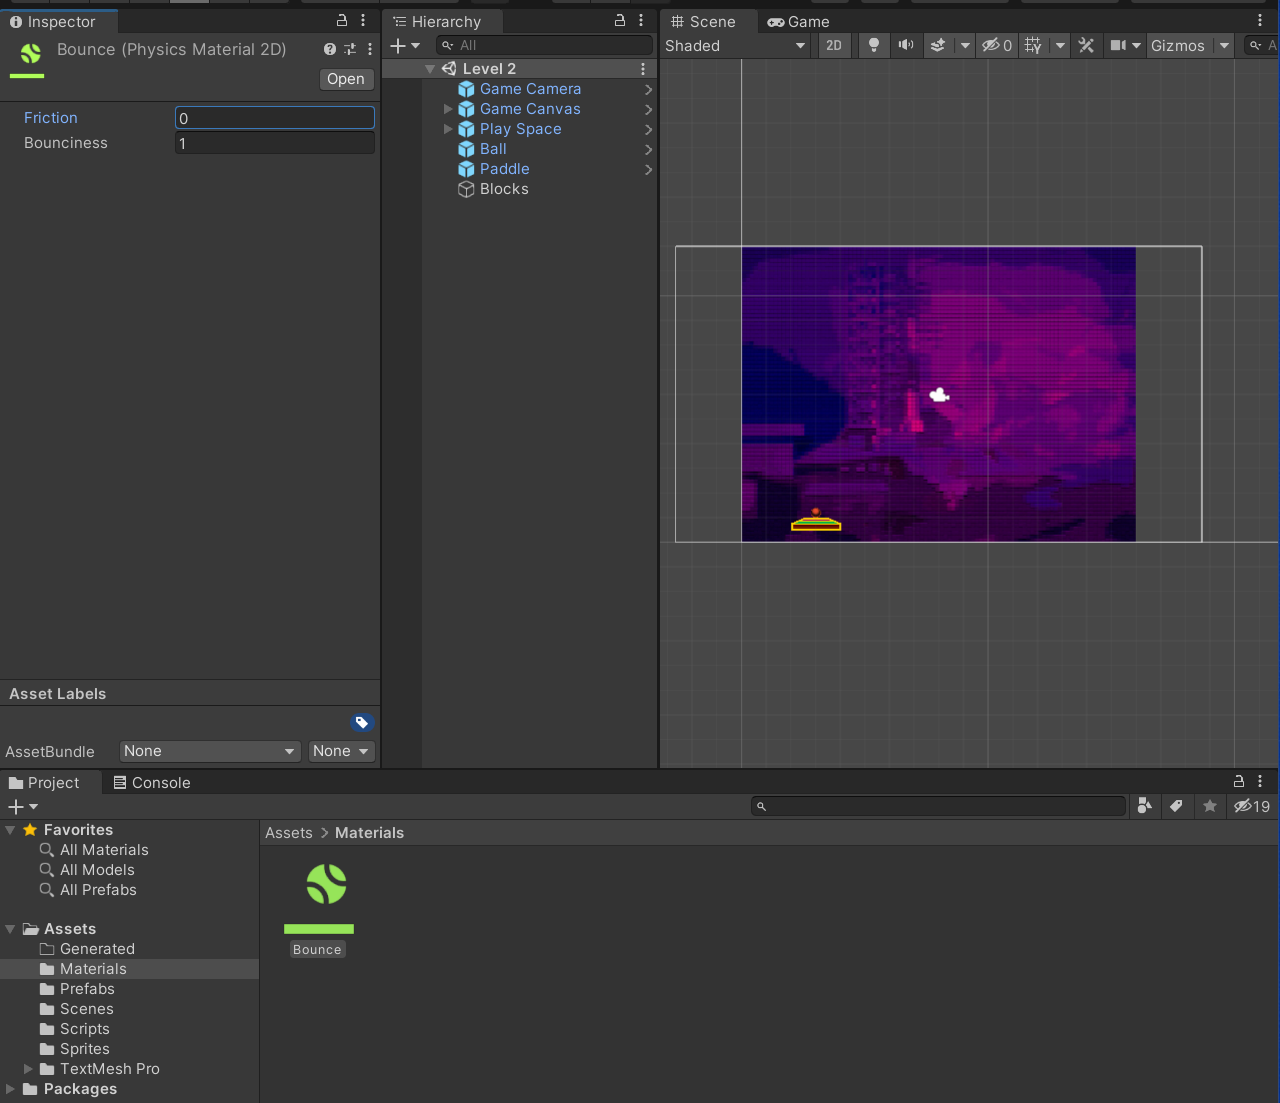 Inspector
Bounce (Physics Material 2D)
Open
Friction 0
Bounciness 1
Asset Labels
AssetBundle None None
Hierarchy
All
Level 2
Game Camera
Game Canvas
Play Space
Ball
Paddle
Blocks
Scene Game
Shaded 2D 0 Gizmos A
Project Console
19
Favorites
All Materials
All Models
All Prefabs
Assets
Generated
Materials
Prefabs
Scenes
Scripts
Sprites
TextMesh Pro
Packages
Assets > Materials
Bounce